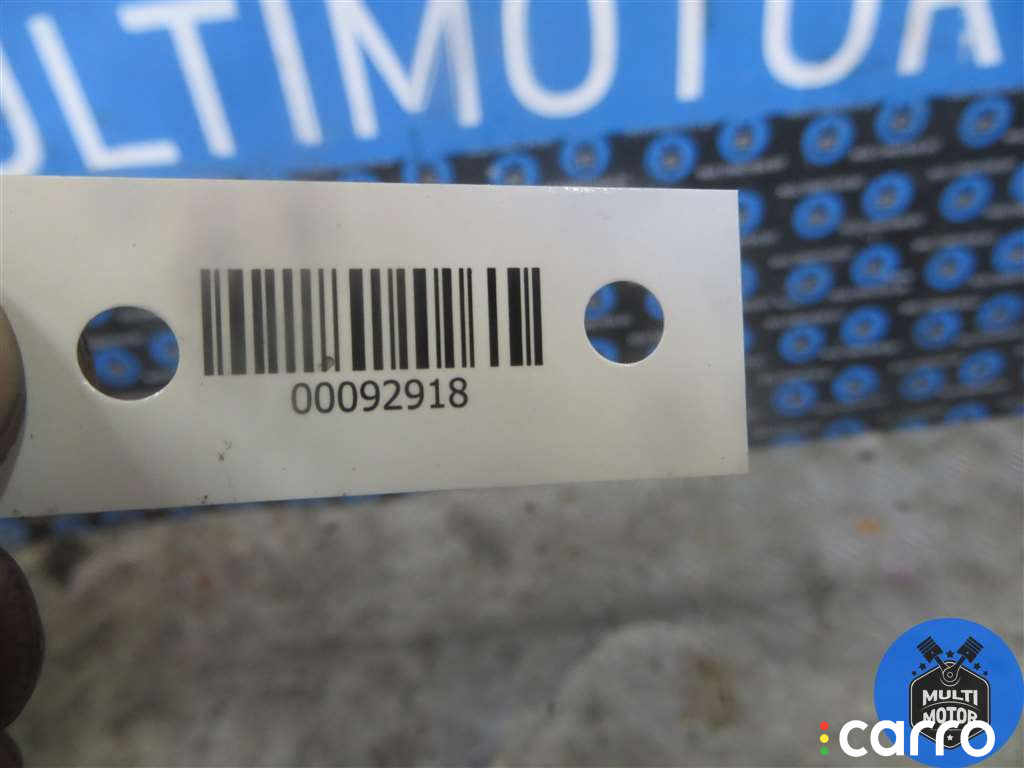 ULTIMOTOR
00092918
MULTI
MOTOR
carro